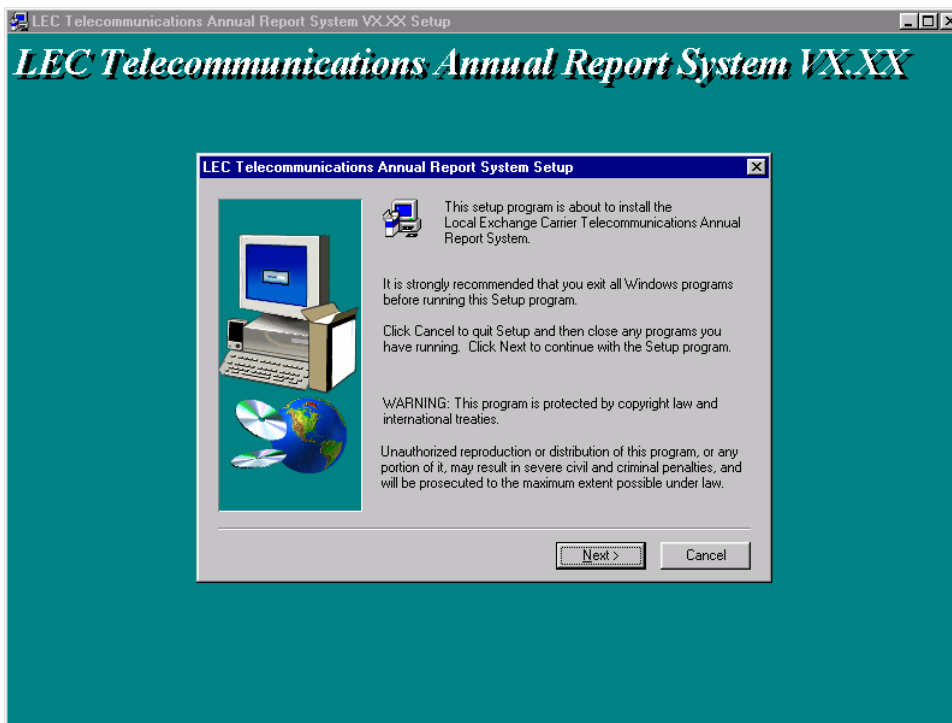 LEC Telecommunications Annual Report System VX.XX Setup
LEC Telecommunications Annual Report System VX.XX
LEC Telecommunications Annual Report System Setup
This setup program is about to install the
Local Exchange Carrier Telecommunications Annual
Report System.
It is strongly recommended that you exit all Windows programs
before running this Setup program.
Click Cancel to quit Setup and then close any programs you
have running.  Click Next to continue with the Setup program.
WARNING: This program is protected by copyright law and
international treaties.
Unauthorized reproduction or distribution of this program, or any
portion of it, may result in severe civil and criminal penalties, and
will be prosecuted to the maximum extent possible under law.
Next >
Cancel